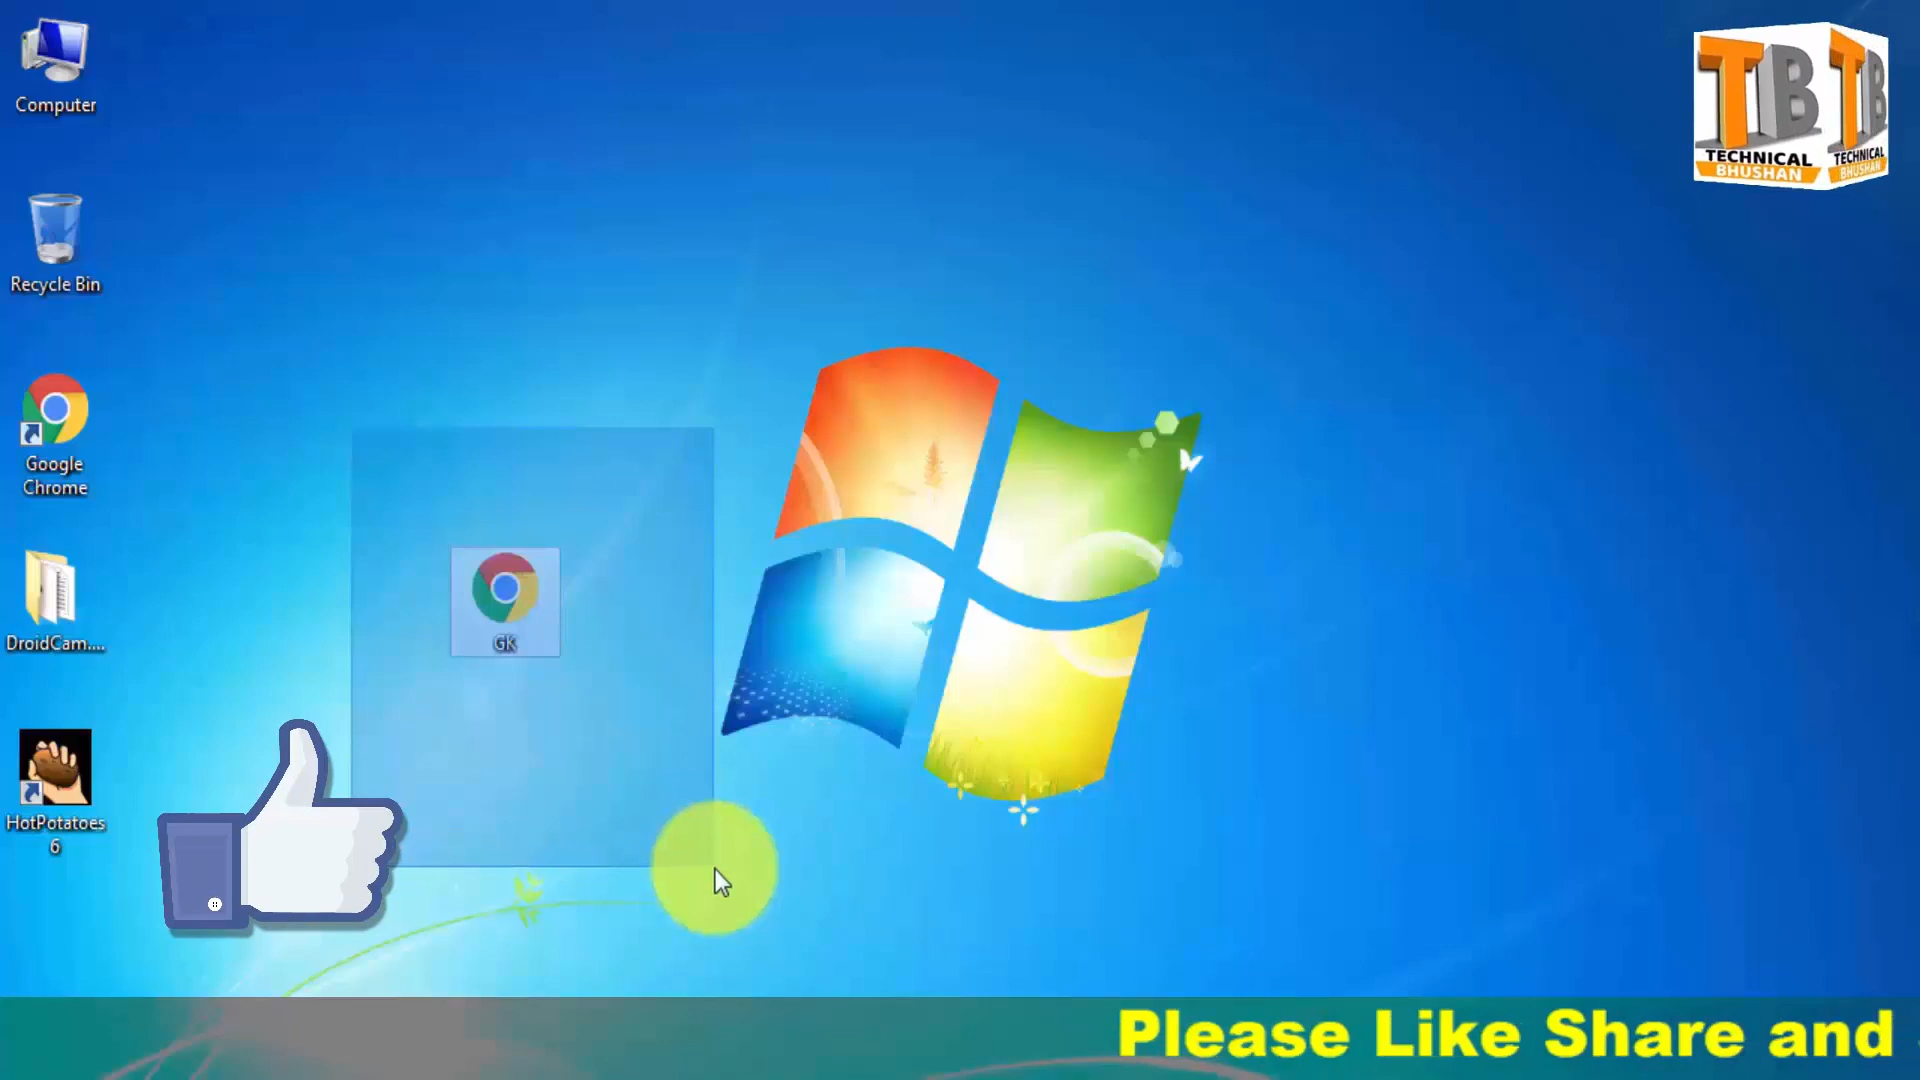 Computer
Recycle Bin
Google
Chrome
DroidCam....
HotPotatoes
6
GK
TB TB
TECHNICAL
BHUSHAN
TECHNICAL
BHUSHAN
Please Like Share and